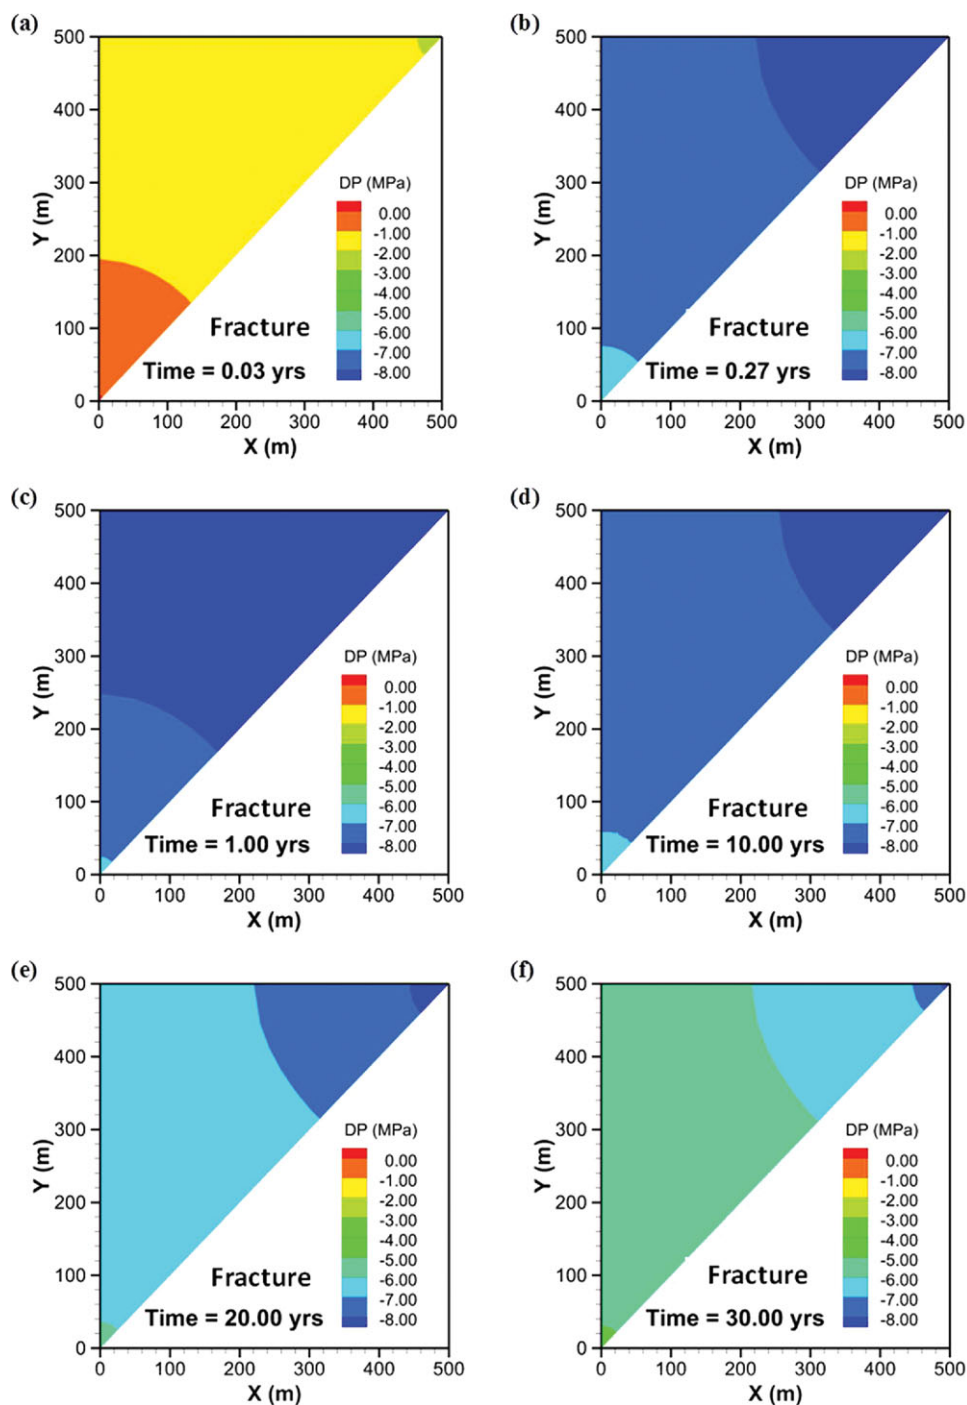 (a)
500
400
300
200
100
0
Y (m)
DP (MPa)
0.00
-1.00
-2.00
-3.00
-4.00
-5.00
-6.00
-7.00
-8.00
Fracture
Time = 0.03 yrs
0 100 200 300 400 500
X (m)
(b)
500
400
300
200
100
0
Y (m)
DP (MPa)
0.00
-1.00
-2.00
-3.00
-4.00
-5.00
-6.00
-7.00
-8.00
Fracture
Time = 0.27 yrs
0 100 200 300 400 500
X (m)
(c)
500
400
300
200
100
0
Y (m)
DP (MPa)
0.00
-1.00
-2.00
-3.00
-4.00
-5.00
-6.00
-7.00
-8.00
Fracture
Time = 1.00 yrs
0 100 200 300 400 500
X (m)
(d)
500
400
300
200
100
0
Y (m)
DP (MPa)
0.00
-1.00
-2.00
-3.00
-4.00
-5.00
-6.00
-7.00
-8.00
Fracture
Time = 10.00 yrs
0 100 200 300 400 500
X (m)
(e)
500
400
300
200
100
0
Y (m)
DP (MPa)
0.00
-1.00
-2.00
-3.00
-4.00
-5.00
-6.00
-7.00
-8.00
Fracture
Time = 20.00 yrs
0 100 200 300 400 500
X (m)
(f)
500
400
300
200
100
0
Y (m)
DP (MPa)
0.00
-1.00
-2.00
-3.00
-4.00
-5.00
-6.00
-7.00
-8.00
Fracture
Time = 30.00 yrs
0 100 200 300 400 500
X (m)